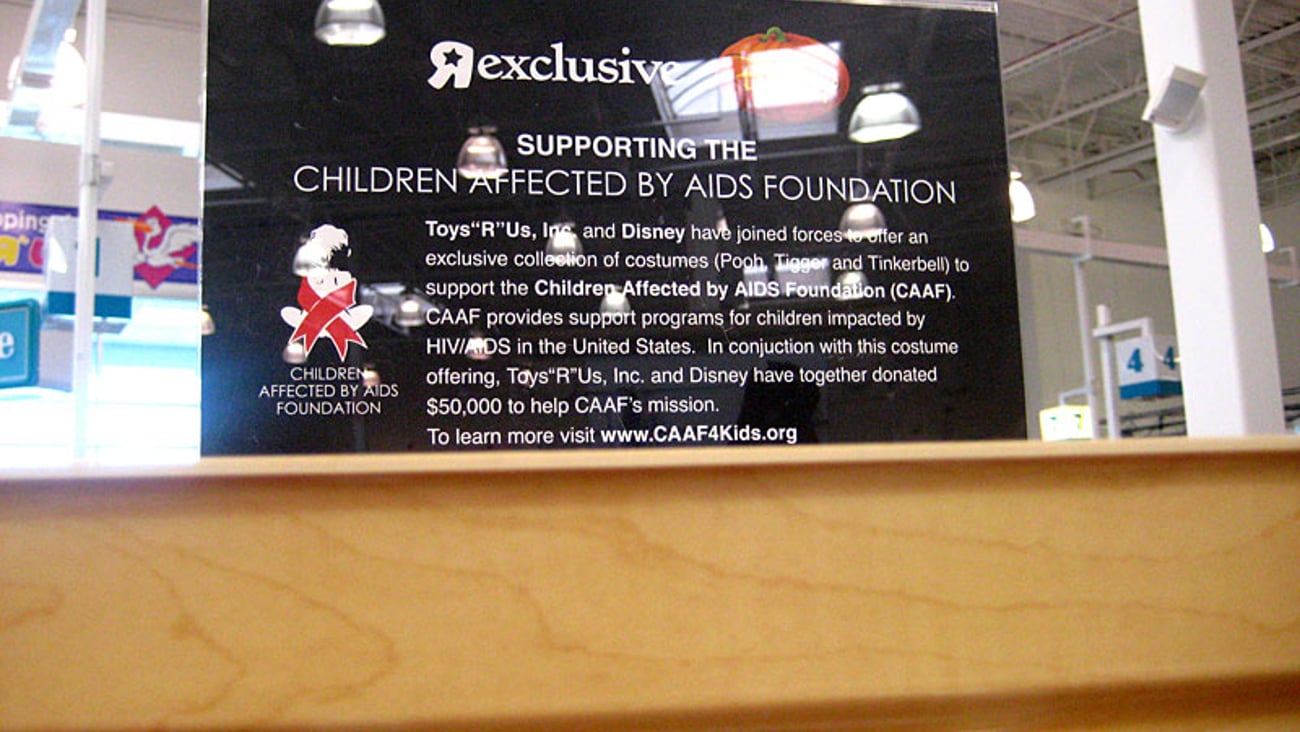 R exclusive
SUPPORTING THE
CHILDREN AFFECTED BY AIDS FOUNDATION
Toys"R"Us, Inc. and Disney have joined forces to offer an
exclusive collection of costumes (Pooh, Tigger and Tinkerbell) to
support the Children Affected by AIDS Foundation (CAAF).
CAAF provides support programs for children impacted by
HIV/AIDS in the United States. In conjuction with this costume
offering, Toys"R"Us, Inc. and Disney have together donated
$50,000 to help CAAF's mission.
To learn more visit www.CAAF4Kids.org
CHILDREN
AFFECTED BY AIDS
FOUNDATION
4 4